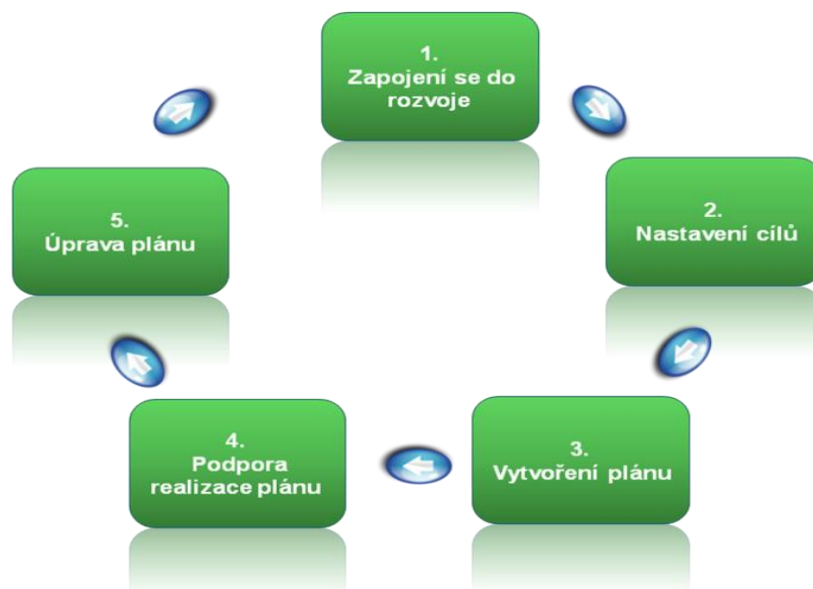 1.
Zapojení se do
rozvoje
2.
Nastavení cílů
3.
Vytvoření plánu
4.
Podpora
realizace plánu
5.
Úprava plánu